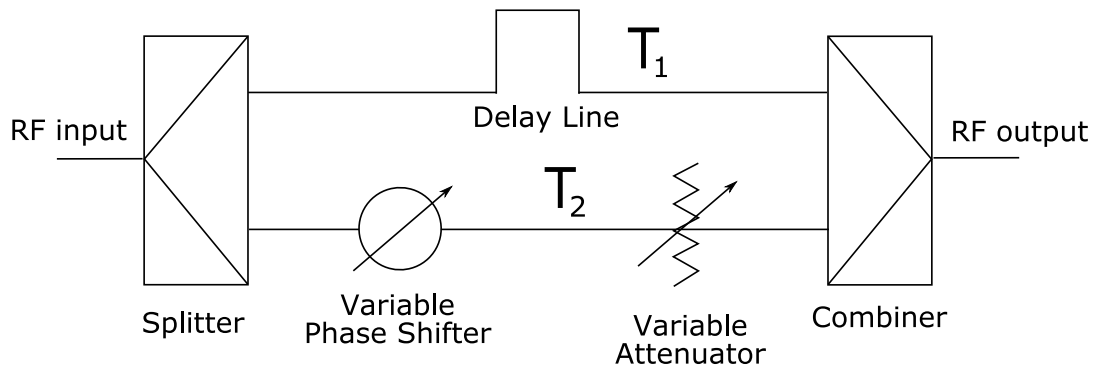 T1
Delay Line
RF input
RF output
T2
Variable
Phase Shifter
Splitter
Variable
Attenuator
Combiner